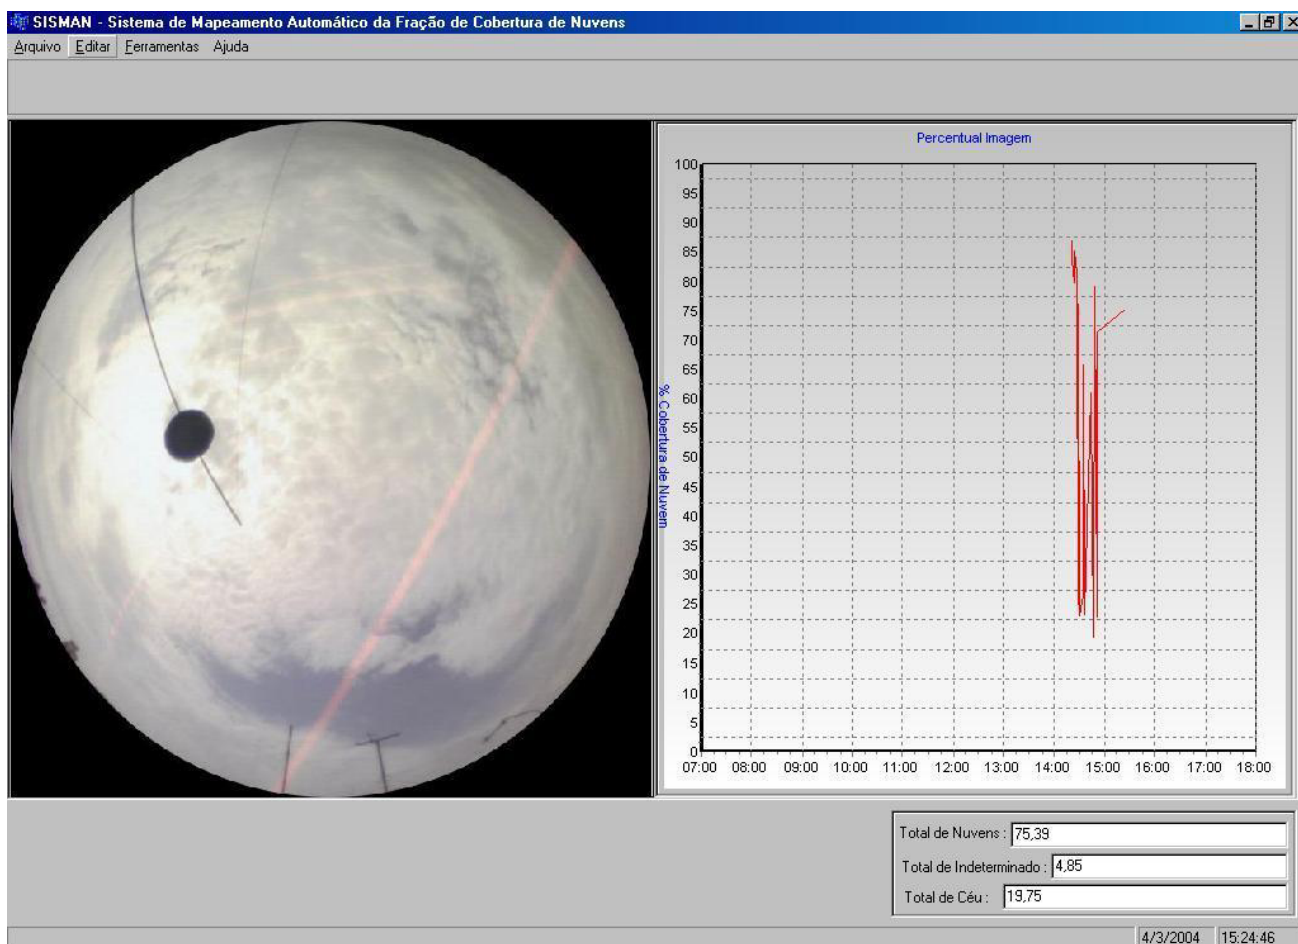 SISMAN - Sistema de Mapeamento Automático da Fração de Cobertura de Nuvens
Arquivo Editar Ferramentas Ajuda
Percentual Imagem
100
95
90
85
80
75
70
65
60
55
50
45
40
35
30
25
20
15
10
5
0
% Cobertura de Nuvem
07:00 08:00 09:00 10:00 11:00 12:00 13:00 14:00 15:00 16:00 17:00 18:00
Total de Nuvens : 75,39
Total de Indeterminado : 4,85
Total de Céu : 19,75
4/3/2004 15:24:46